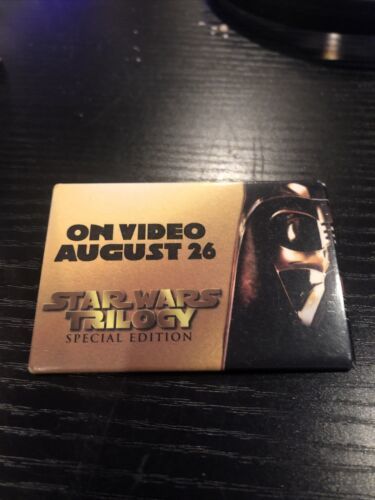 ON VIDEO
AUGUST 26
STAR WARS
TRILOGY
SPECIAL EDITION